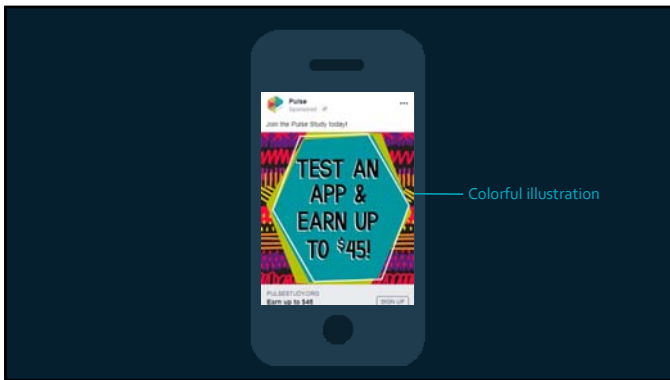 Pulse
Sponsored
Join the Pulse Study today!
TEST AN
APP &
EARN UP
TO $45!
Colorful illustration
PULSESTUDY.ORG
Earn up to $45
SIGN UP